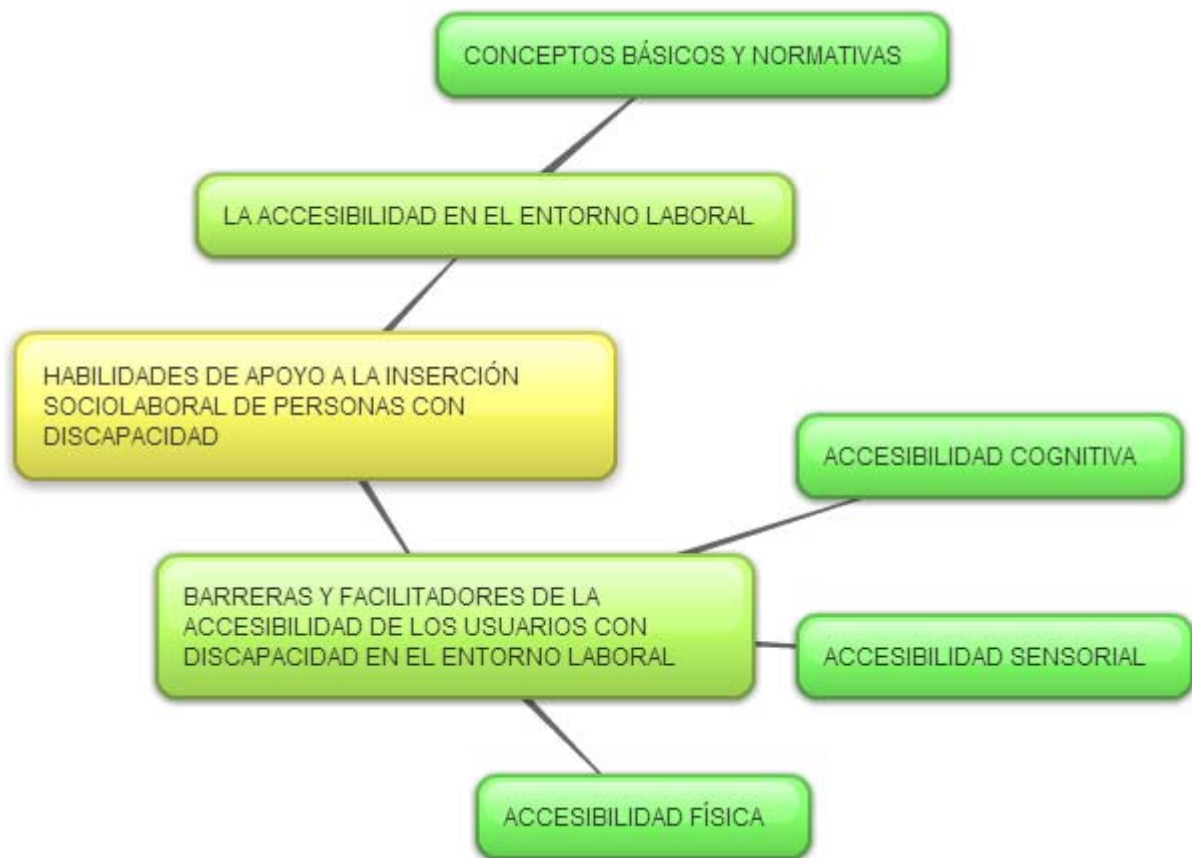 CONCEPTOS BÁSICOS Y NORMATIVAS
LA ACCESIBILIDAD EN EL ENTORNO LABORAL
HABILIDADES DE APOYO A LA INSERCIÓN
SOCIOLABORAL DE PERSONAS CON
DISCAPACIDAD
ACCESIBILIDAD COGNITIVA
BARRERAS Y FACILITADORES DE LA
ACCESIBILIDAD DE LOS USUARIOS CON
DISCAPACIDAD EN EL ENTORNO LABORAL
ACCESIBILIDAD SENSORIAL
ACCESIBILIDAD FÍSICA